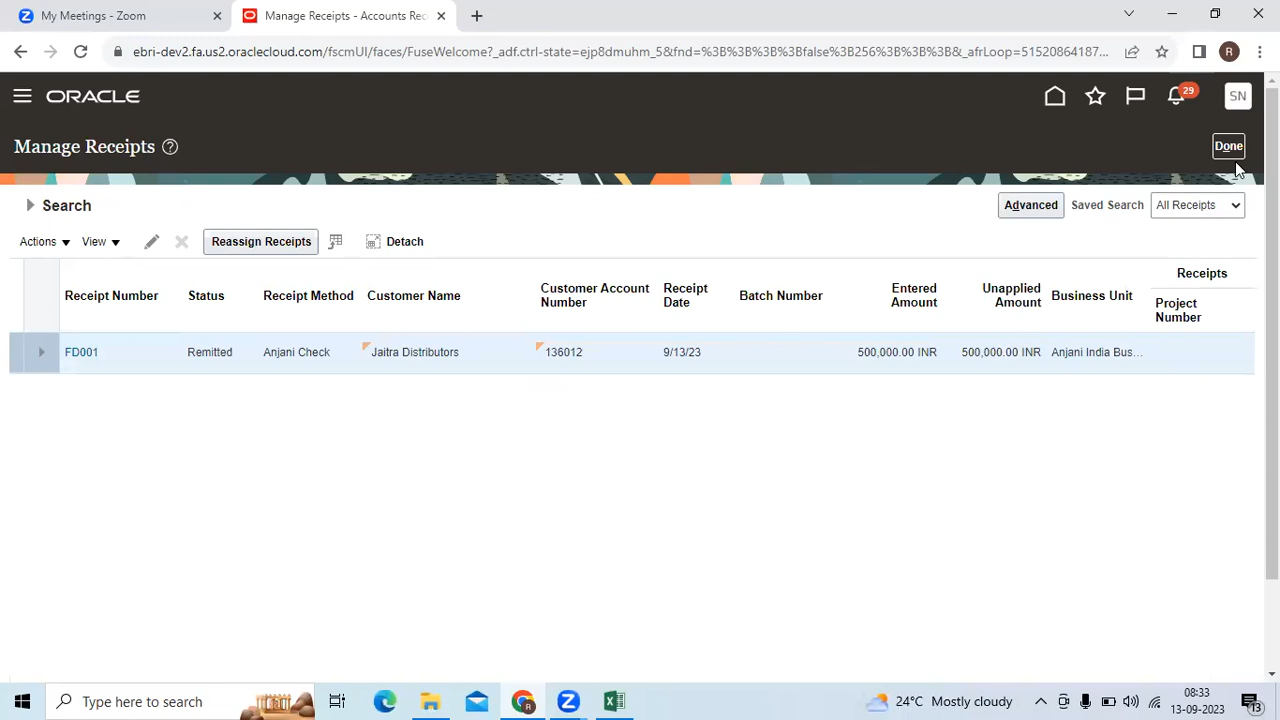 My Meetings - Zoom
Manage Receipts - Accounts Rec
ebri-dev2.fa.us2.oraclecloud.com/fscmUI/faces/FuseWelcome?_adf.ctrl-state=ejp8dmuhm_5&fnd=%3B%3B%3B%3Bfalse%3B256%3B%3B%3B&_afrLoop=51520864187...
R
ORACLE
29
SN
Manage Receipts
Done
Search
Advanced Saved Search All Receipts
Actions View Reassign Receipts Detach
Receipts
Receipt Number Status Receipt Method Customer Name Customer Account Number Receipt Date Batch Number Entered Amount Unapplied Amount Business Unit Project Number
FD001 Remitted Anjani Check Jaitra Distributors 136012 9/13/23 500,000.00 INR 500,000.00 INR Anjani India Bus...
Type here to search
24°C Mostly cloudy
08:33
13-09-2023
13